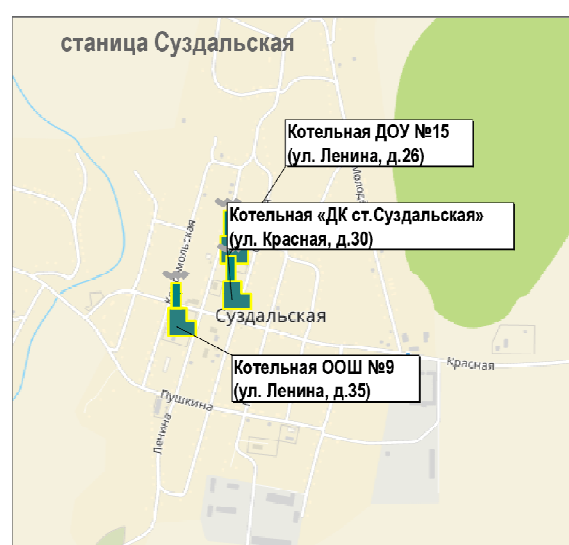 станица Суздальская
Котельная ДОУ №15
(ул. Ленина, д.26)
Котельная «ДК ст.Суздальская»
(ул. Красная, д.30)
Суздальская
Котельная ООШ №9
(ул. Ленина, д.35)
Красная
Пушкина
Ленина